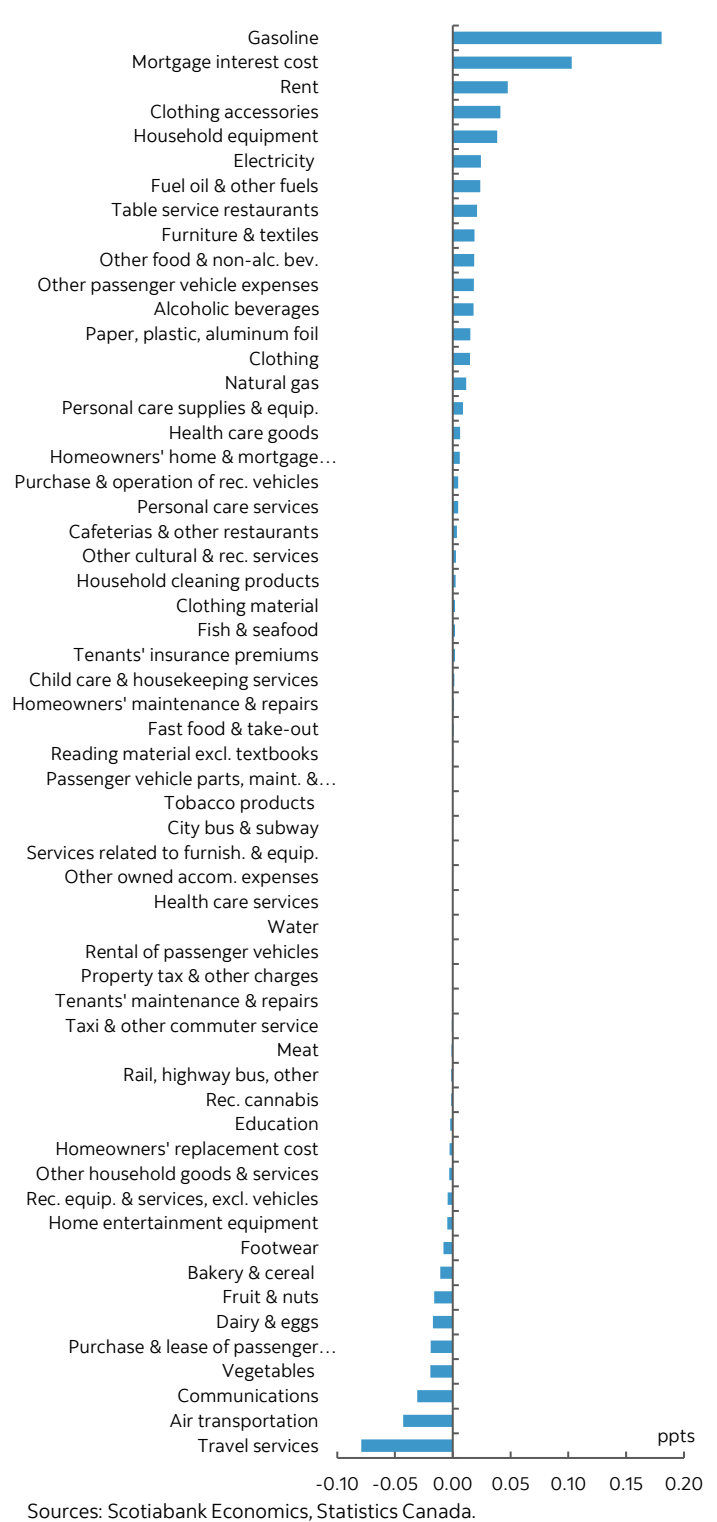 Gasoline
Mortgage interest cost
Rent
Clothing accessories
Household equipment
Electricity
Fuel oil & other fuels
Table service restaurants
Furniture & textiles
Other food & non-alc. bev.
Other passenger vehicle expenses
Alcoholic beverages
Paper, plastic, aluminum foil
Clothing
Natural gas
Personal care supplies & equip.
Health care goods
Homeowners' home & mortgage…
Purchase & operation of rec. vehicles
Personal care services
Cafeterias & other restaurants
Other cultural & rec. services
Household cleaning products
Clothing material
Fish & seafood
Tenants' insurance premiums
Child care & housekeeping services
Homeowners' maintenance & repairs
Fast food & take-out
Reading material excl. textbooks
Passenger vehicle parts, maint. &…
Tobacco products
City bus & subway
Services related to furnish. & equip.
Other owned accom. expenses
Health care services
Water
Rental of passenger vehicles
Property tax & other charges
Tenants' maintenance & repairs
Taxi & other commuter service
Meat
Rail, highway bus, other
Rec. cannabis
Education
Homeowners' replacement cost
Other household goods & services
Rec. equip. & services, excl. vehicles
Home entertainment equipment
Footwear
Bakery & cereal
Fruit & nuts
Dairy & eggs
Purchase & lease of passenger…
Vegetables
Communications
Air transportation
Travel services
ppts
-0.10 -0.05 0.00 0.05 0.10 0.15 0.20
Sources: Scotiabank Economics, Statistics Canada.